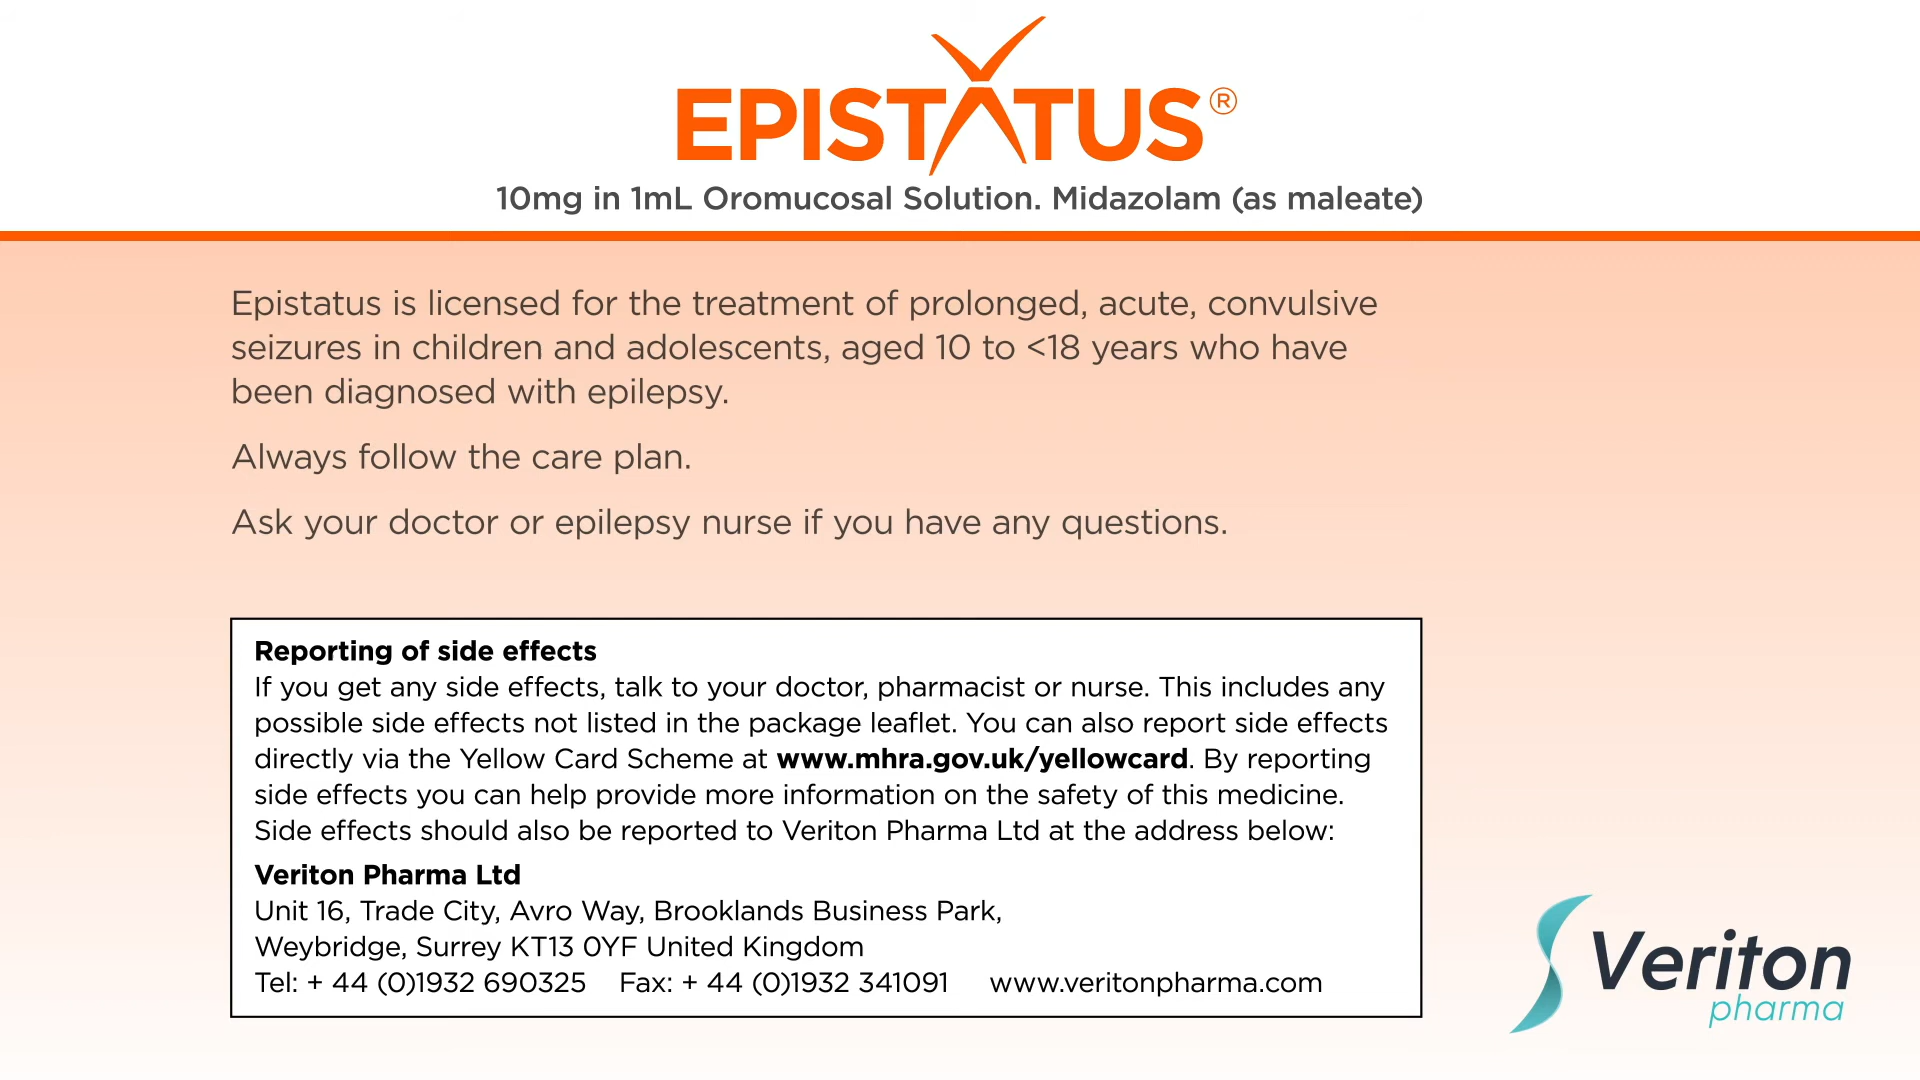 EPISTATUS®
10mg in 1mL Oromucosal Solution. Midazolam (as maleate)
Epistatus is licensed for the treatment of prolonged, acute, convulsive
seizures in children and adolescents, aged 10 to <18 years who have
been diagnosed with epilepsy.
Always follow the care plan.
Ask your doctor or epilepsy nurse if you have any questions.
Reporting of side effects
If you get any side effects, talk to your doctor, pharmacist or nurse. This includes any
possible side effects not listed in the package leaflet. You can also report side effects
directly via the Yellow Card Scheme at www.mhra.gov.uk/yellowcard. By reporting
side effects you can help provide more information on the safety of this medicine.
Side effects should also be reported to Veriton Pharma Ltd at the address below:
Veriton Pharma Ltd
Unit 16, Trade City, Avro Way, Brooklands Business Park,
Weybridge, Surrey KT13 0YF United Kingdom
Tel: + 44 (0)1932 690325 Fax: + 44 (0)1932 341091 www.veritonpharma.com
Veriton
pharma